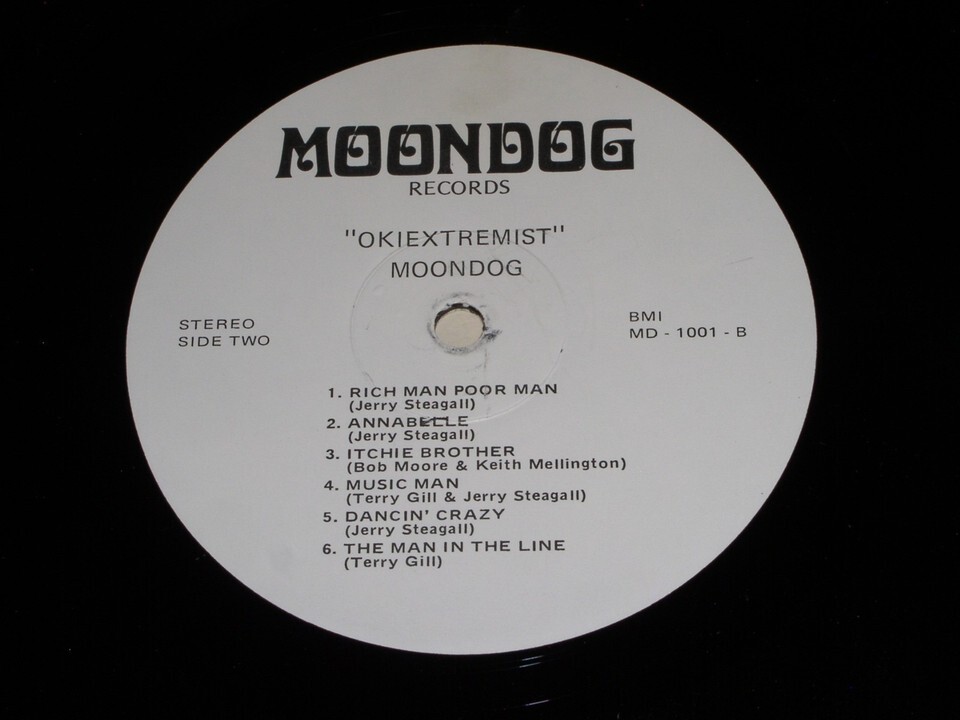 MOONDOG
RECORDS
"OKIEXTREMIST"
MOONDOG
STEREO
SIDE TWO
BMI
MD - 1001 - B
1. RICH MAN POOR MAN
(Jerry Steagall)
2. ANNABELLE
(Jerry Steagall)
3. ITCHIE BROTHER
(Bob Moore & Keith Mellington)
4. MUSIC MAN
(Terry Gill & Jerry Steagall)
5. DANCIN' CRAZY
(Jerry Steagall)
6. THE MAN IN THE LINE
(Terry Gill)